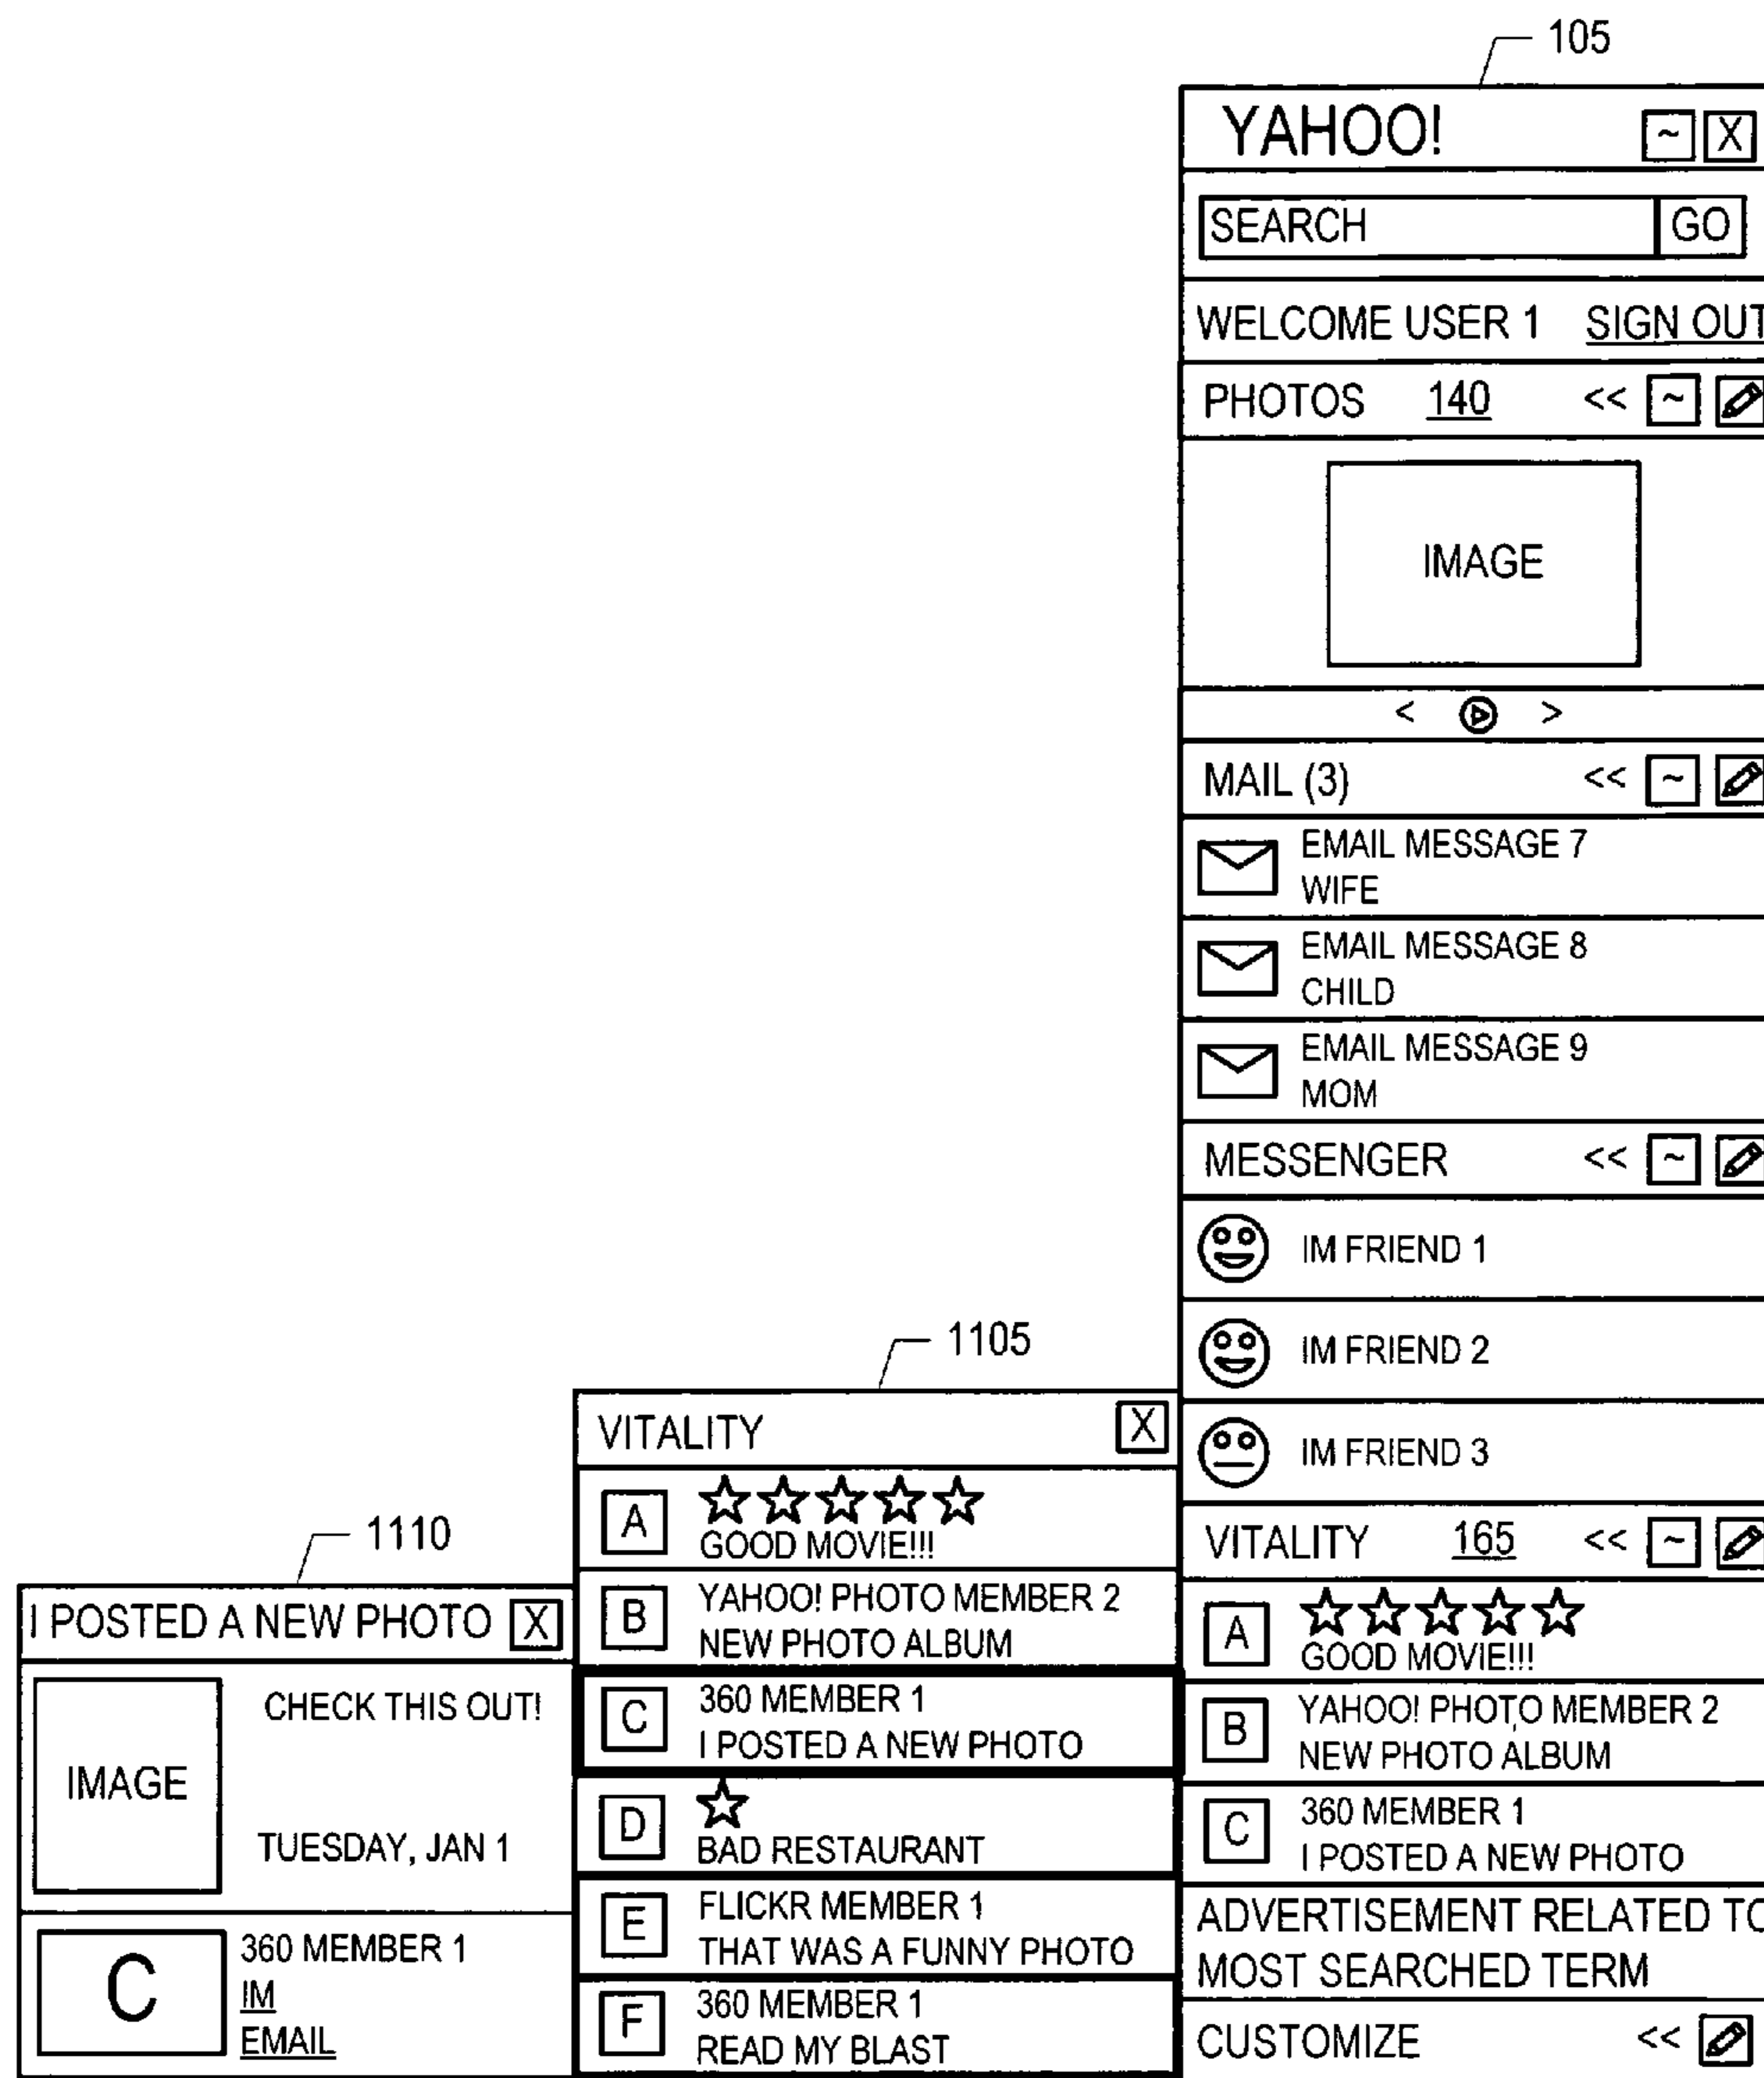 105
YAHOO! ~ X
SEARCH GO
WELCOME USER 1 SIGN OUT
PHOTOS 140 << ~
IMAGE
< >
MAIL (3) << ~
EMAIL MESSAGE 7
WIFE
EMAIL MESSAGE 8
CHILD
EMAIL MESSAGE 9
MOM
MESSENGER << ~
IM FRIEND 1
IM FRIEND 2
IM FRIEND 3
VITALITY 165 << ~
A
GOOD MOVIE!!!
B YAHOO! PHOTO MEMBER 2
NEW PHOTO ALBUM
C 360 MEMBER 1
I POSTED A NEW PHOTO
ADVERTISEMENT RELATED TO
MOST SEARCHED TERM
CUSTOMIZE <<
1105
VITALITY X
A
GOOD MOVIE!!!
B YAHOO! PHOTO MEMBER 2
NEW PHOTO ALBUM
C 360 MEMBER 1
I POSTED A NEW PHOTO
D
BAD RESTAURANT
E FLICKR MEMBER 1
THAT WAS A FUNNY PHOTO
F 360 MEMBER 1
READ MY BLAST
1110
I POSTED A NEW PHOTO X
IMAGE
CHECK THIS OUT!
TUESDAY, JAN 1
C
360 MEMBER 1
IM
EMAIL